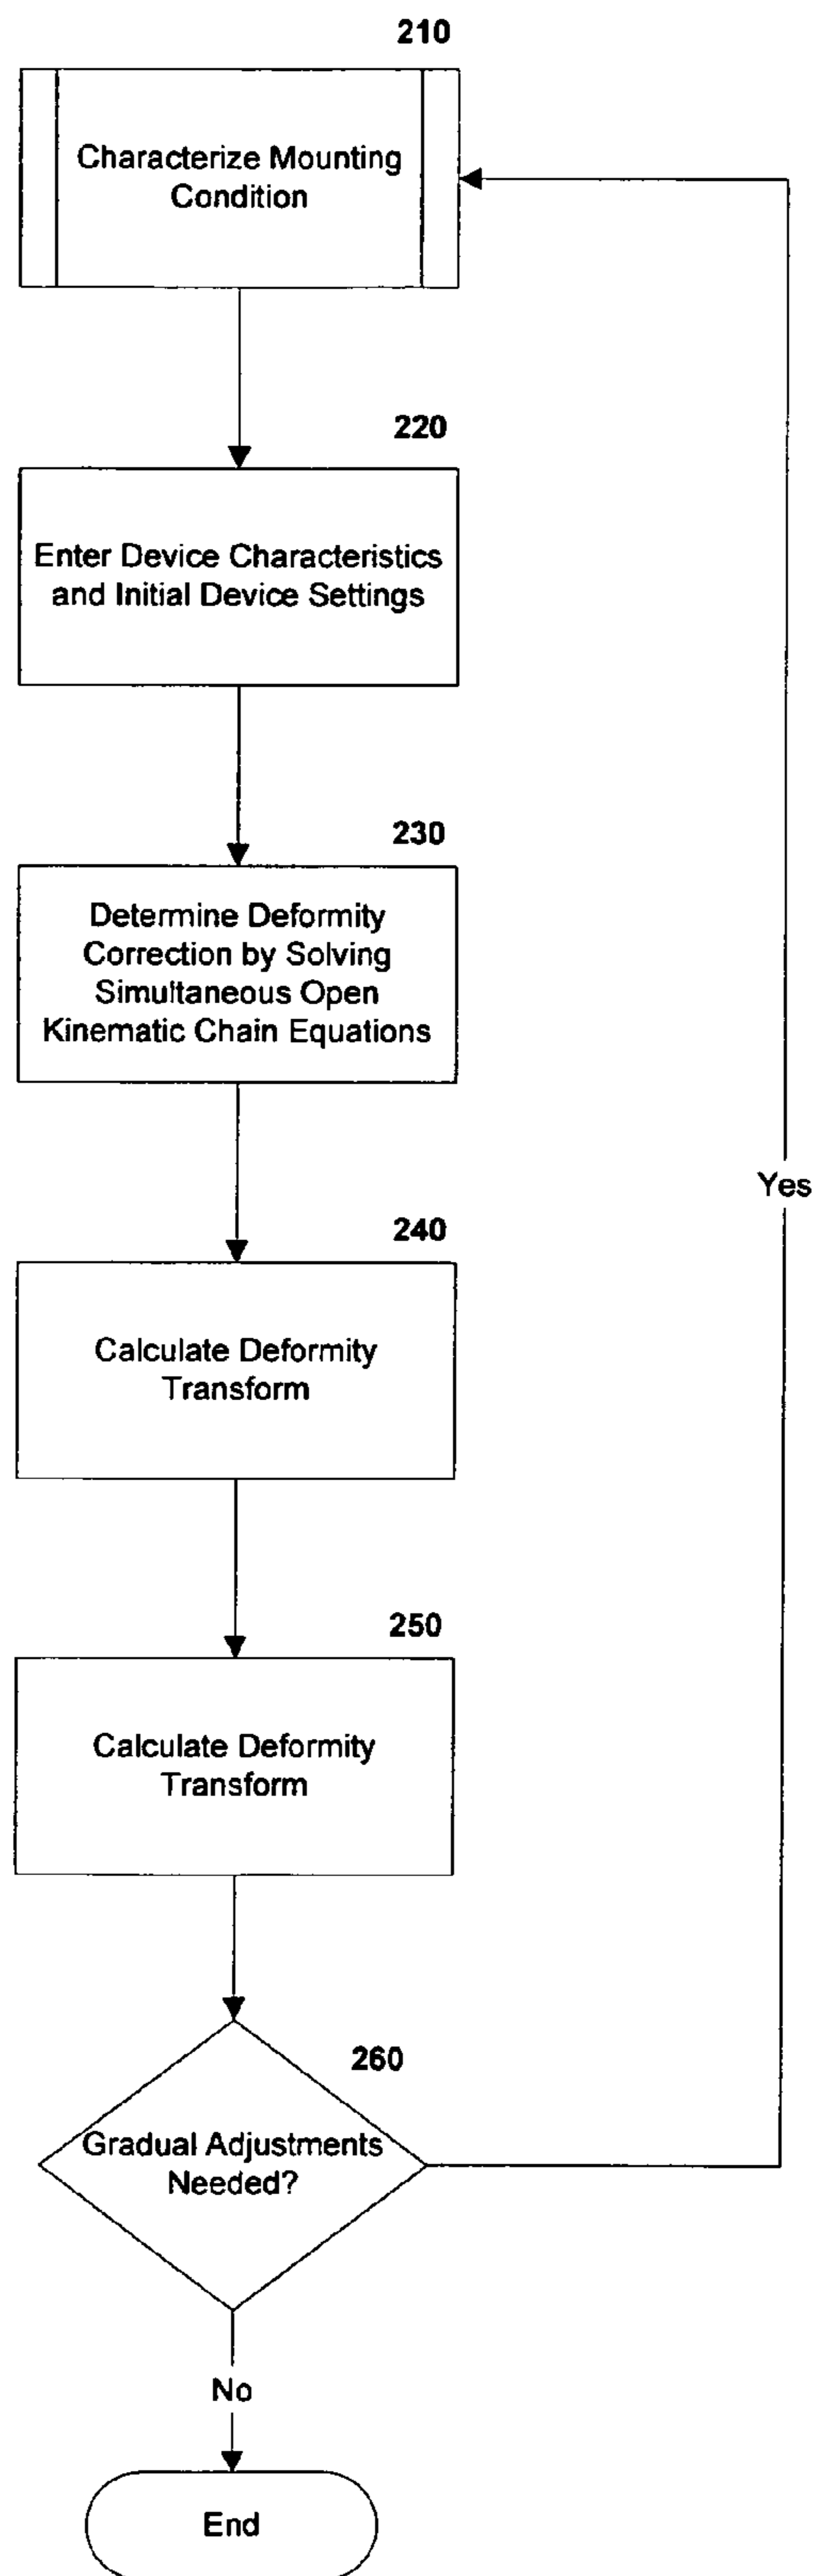 210
Characterize Mounting
Condition
220
Enter Device Characteristics
and Initial Device Settings
230
Determine Deformity
Correction by Solving
Simultaneous Open
Kinematic Chain Equations
Yes
240
Calculate Deformity
Transform
250
Calculate Deformity
Transform
260
Gradual Adjustments
Needed?
No
End